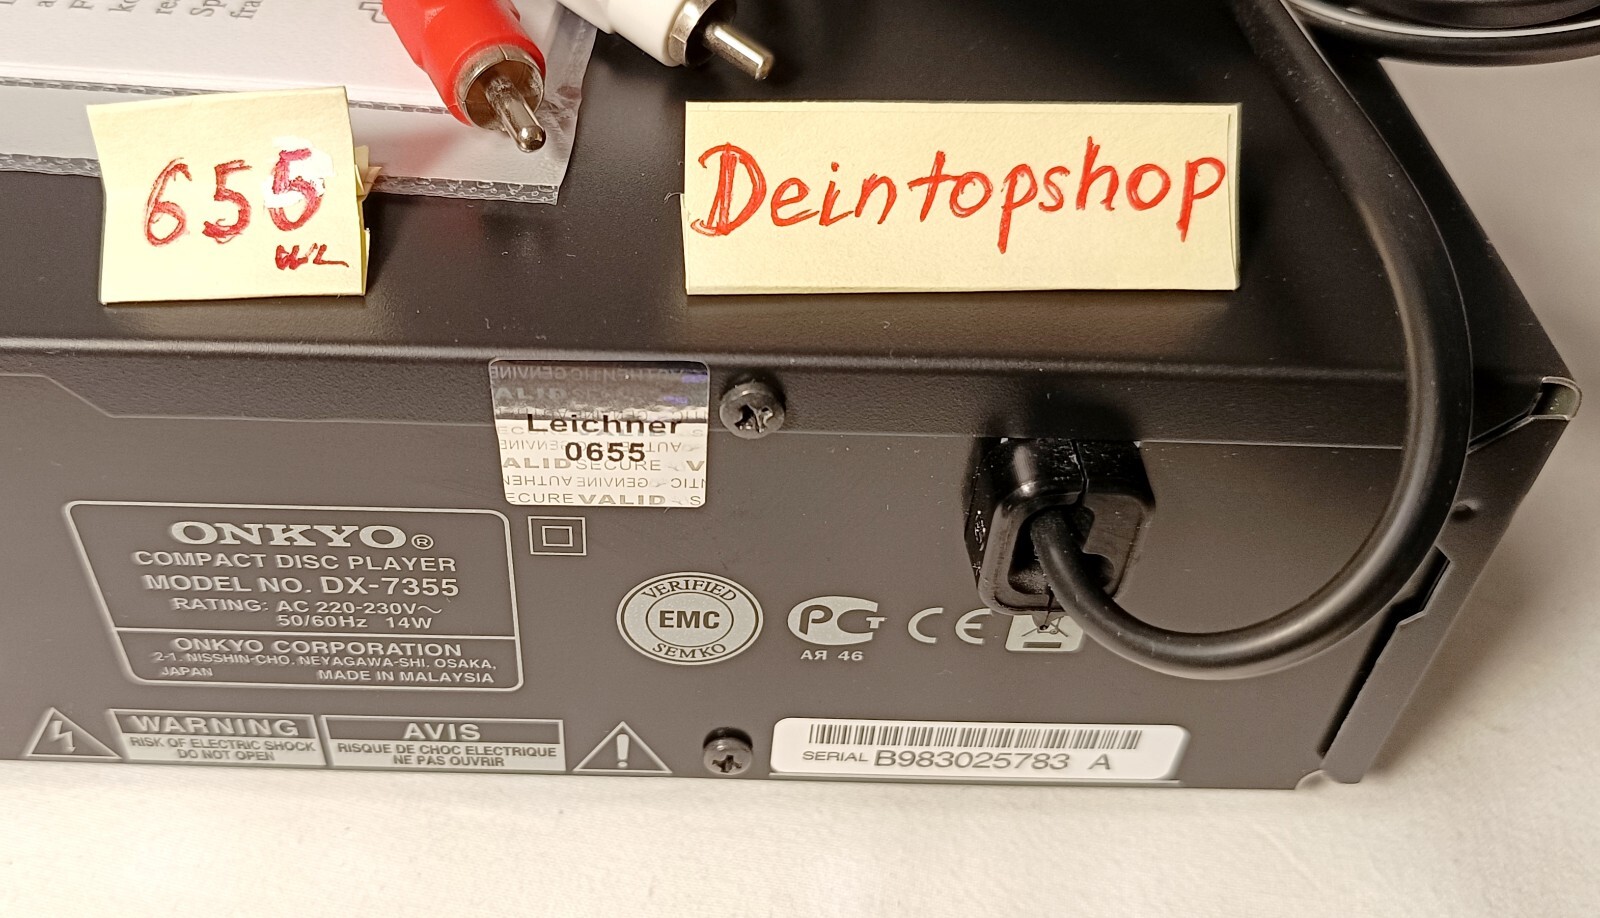 655
Deintopshop
VALID
Leichner
0655
VALID SECURE V
SECURE VALID S
ONKYO®
COMPACT DISC PLAYER
MODEL NO. DX-7355
RATING: AC 220-230V~
50/60Hz 14W
ONKYO CORPORATION
2-1, NISSHIN-CHO, NEYAGAWA-SHI, OSAKA,
JAPAN MADE IN MALAYSIA
VERIFIED
EMC
SEMKO
РСТ
АЯ 46
CE
WARNING
RISK OF ELECTRIC SHOCK
DO NOT OPEN
AVIS
RISQUE DE CHOC ELECTRIQUE
NE PAS OUVRIR
SERIAL B983025783 A